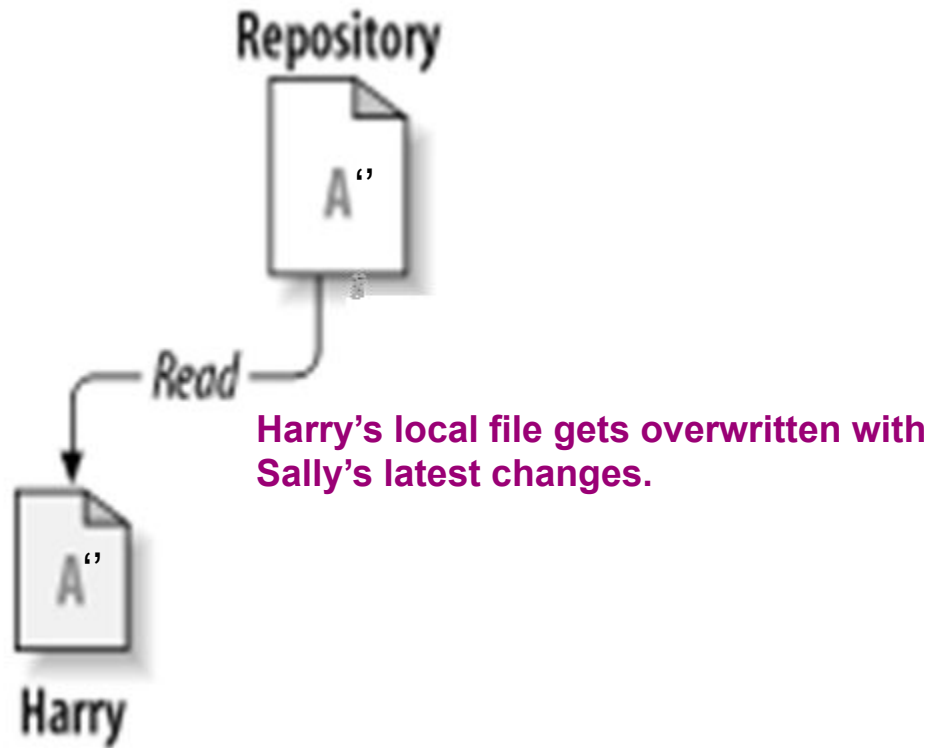 Repository
A‘’
Read
Harry’s local file gets overwritten with
Sally’s latest changes.
A‘’
Harry